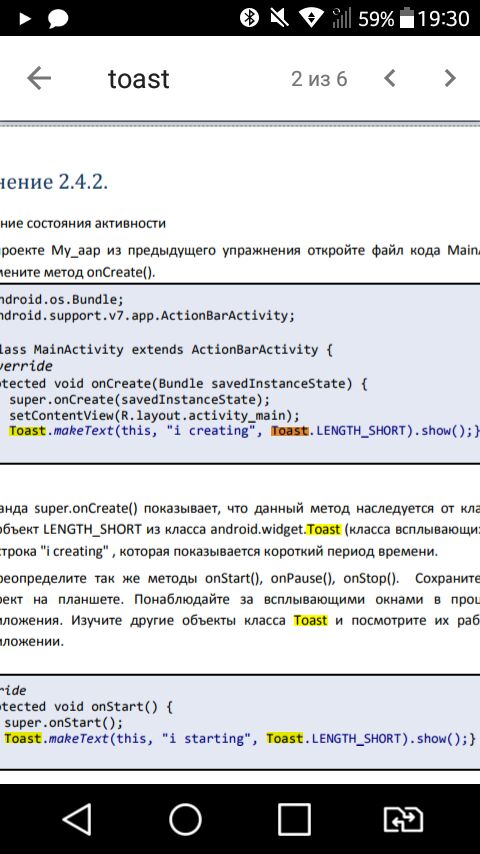 59% 19:30
toast 2 из 6
нение 2.4.2.
ние состояния активности
проекте My_aap из предыдущего упражнения откройте файл кода MainA
мените метод onCreate().
ndroid.os.Bundle;
ndroid.support.v7.app.ActionBarActivity;
lass MainActivity extends ActionBarActivity {
verride
otected void onCreate(Bundle savedInstanceState) {
super.onCreate(savedInstanceState);
setContentView(R.layout.activity_main);
Toast.makeText(this, "i creating", Toast.LENGTH_SHORT).show();}
анда super.onCreate() показывает, что данный метод наследуется от кла
объект LENGTH_SHORT из класса android.widget.Toast (класса всплывающи
строка "i creating" , которая показывается короткий период времени.
реопределите так же методы onStart(), onPause(), onStop(). Сохраните
ект на планшете. Понаблюдайте за всплывающими окнами в проц
иложения. Изучите другие объекты класса Toast и посмотрите их раб
иложении.
ride
otected void onStart() {
super.onStart();
Toast.makeText(this, "i starting", Toast.LENGTH_SHORT).show();}